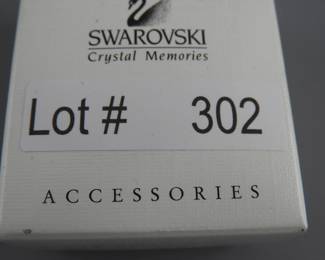 SWAROVSKI
Crystal Memories
Lot # 302
ACCESSORIES